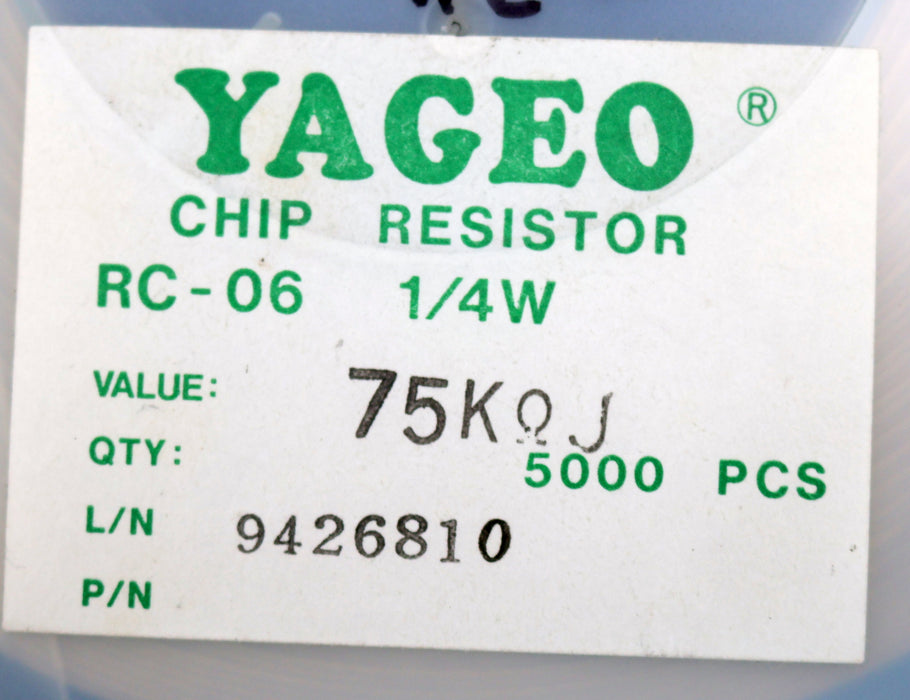 YAGEO ®
CHIP RESISTOR
RC-06 1/4W
VALUE: 75KΩJ
QTY: 5000 PCS
L/N 9426810
P/N